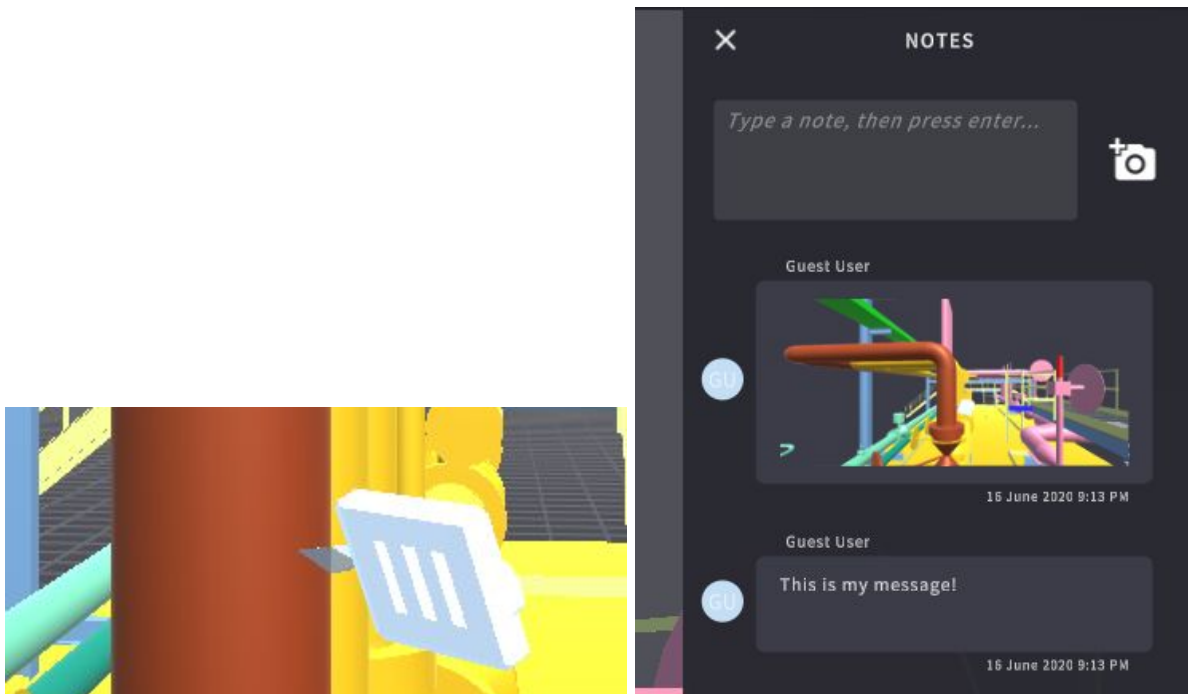 NOTES
Type a note, then press enter...
Guest User
GU
16 June 2020 9:13 PM
Guest User
GU
This is my message!
16 June 2020 9:13 PM